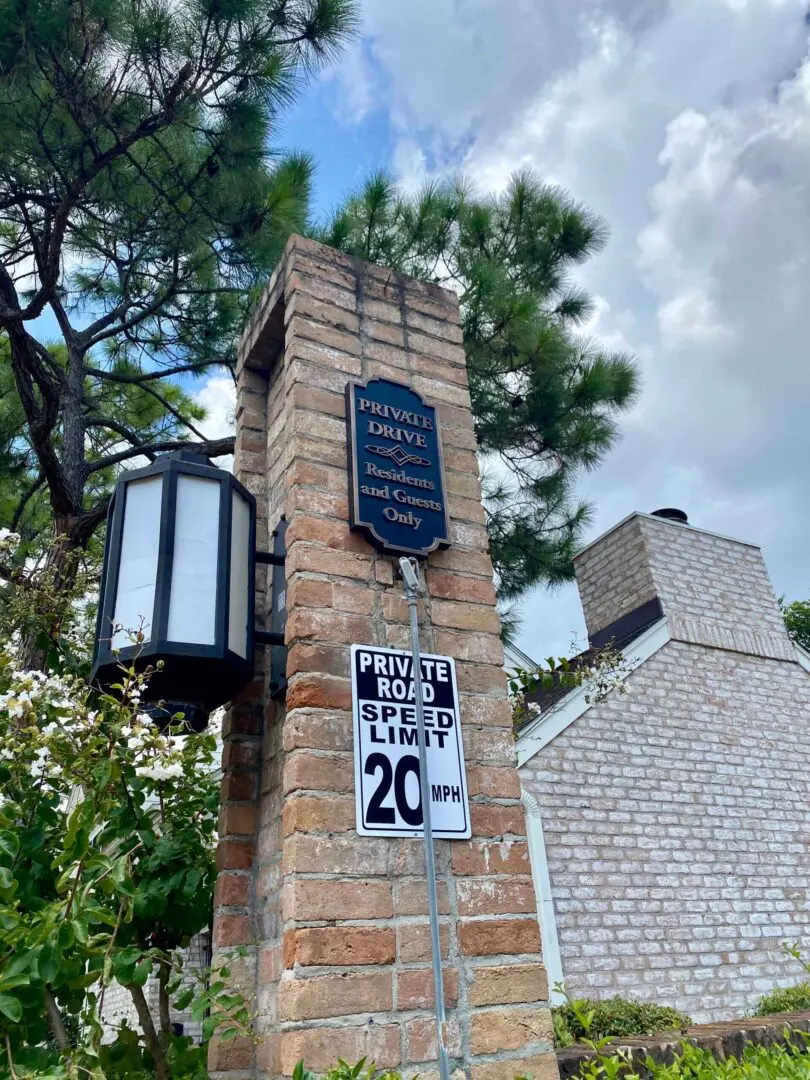 PRIVATE
DRIVE
Residents
and Guests
Only
PRIVATE
ROAD
SPEED
LIMIT
20 MPH